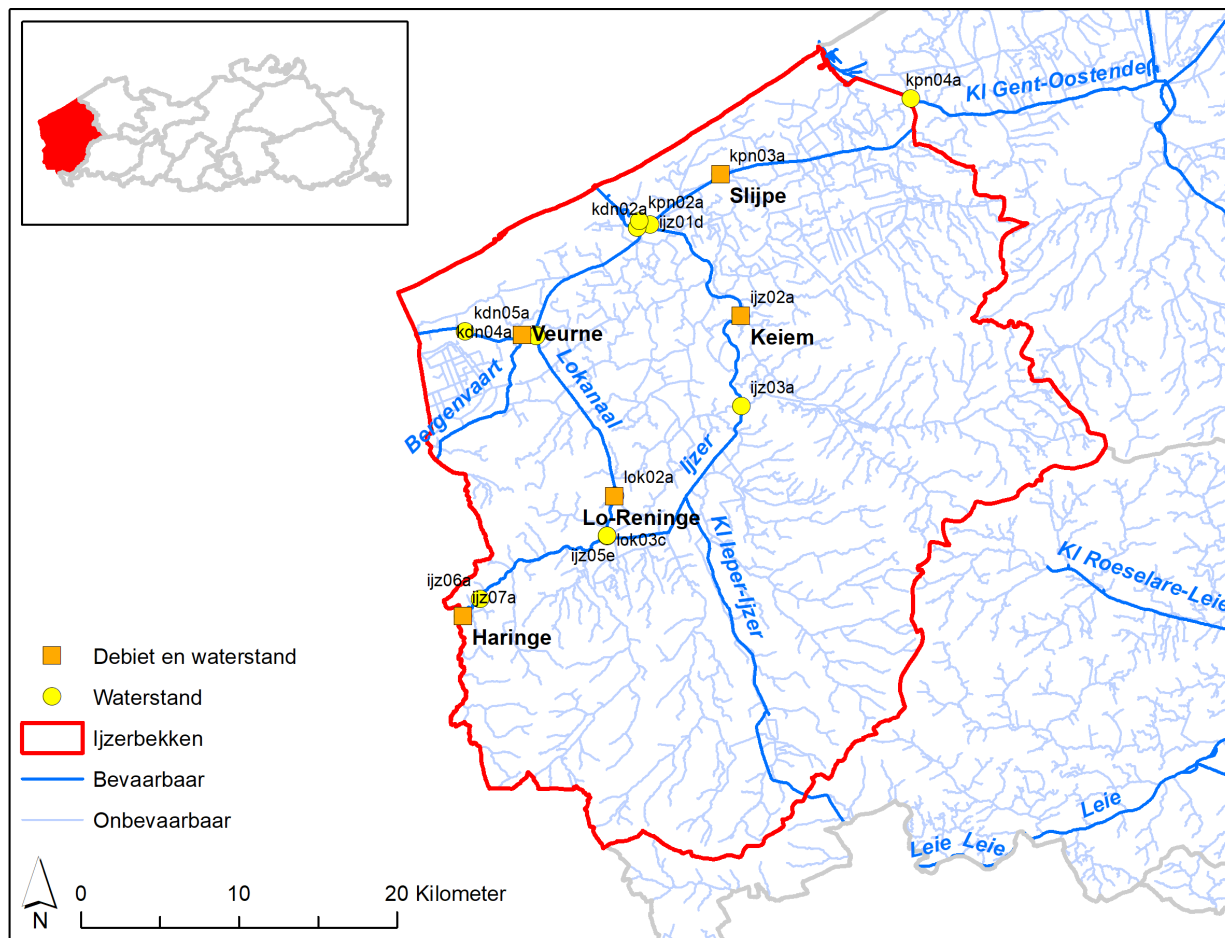 kpn04a
Kl Gent-Oostende
kpn03a
Slijpe
kpn02a
kdn02a
ijz01d
ijz02a
Keiem
kdn05a
kdn04a
Veurne
Lokanaal
Bergenvaart
ijz03a
Ijzer
lok02a
Lo-Reninge
lok03c
ijz05e
Kl Ieper-Ijzer
Kl Roeselare-Leie
ijz06a
ijz07a
Haringe
Debiet en waterstand
Waterstand
Ijzerbekken
Bevaarbaar
Onbevaarbaar
Leie
Leie Leie
N
0 10 20 Kilometer